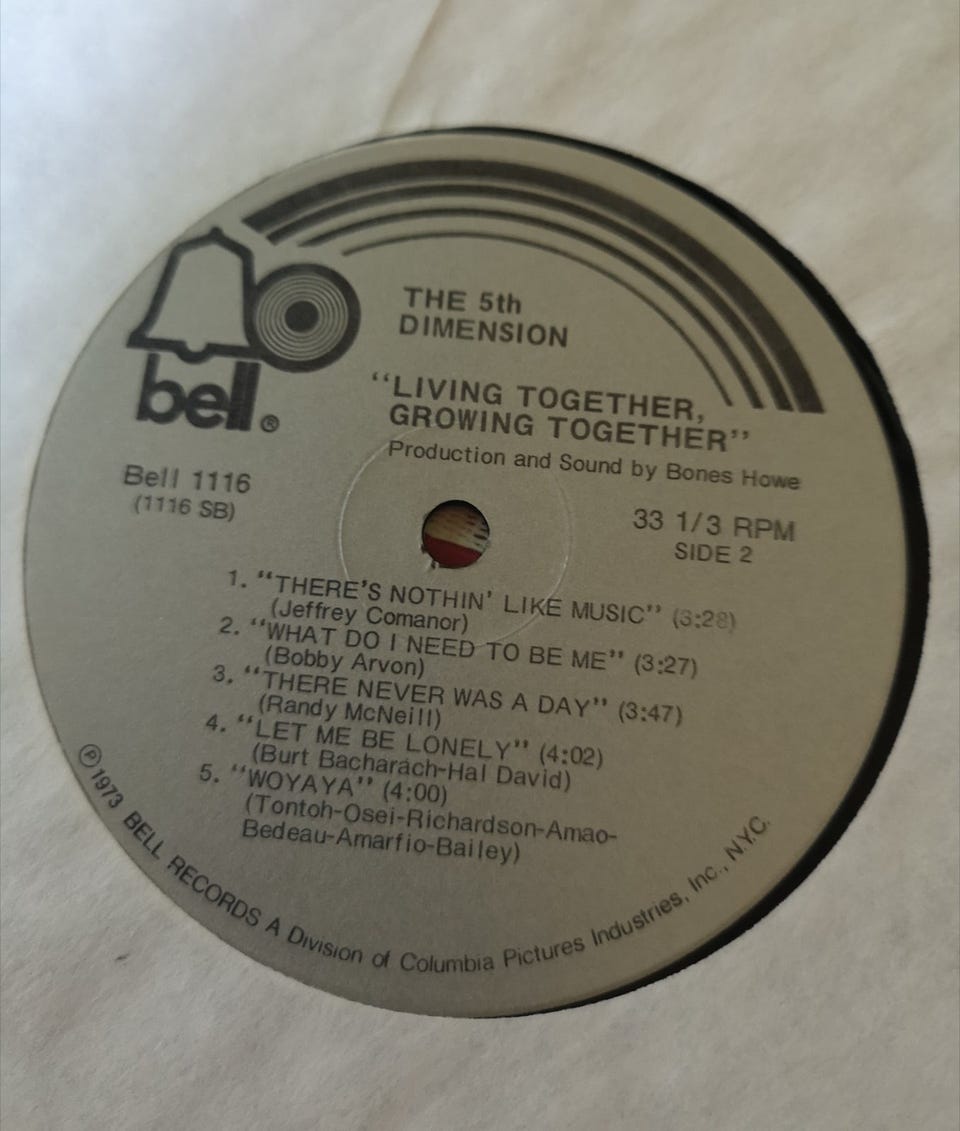 THE 5th
DIMENSION
“LIVING TOGETHER,
GROWING TOGETHER”
Production and Sound by Bones Howe
bell®
Bell 1116
(1116 SB)
33 1/3 RPM
SIDE 2
1. “THERE'S NOTHIN' LIKE MUSIC” (3:28)
(Jeffrey Comanor)
2. “WHAT DO I NEED TO BE ME” (3:27)
(Bobby Arvon)
3. “THERE NEVER WAS A DAY” (3:47)
(Randy McNeill)
4. “LET ME BE LONELY” (4:02)
(Burt Bacharach-Hal David)
5. “WOYAYA” (4:00)
(Tontoh-Osei-Richardson-Amao-
Bedeau-Amarfio-Bailey)
℗1973 BELL RECORDS A Division of Columbia Pictures Industries, Inc., N.Y.C.